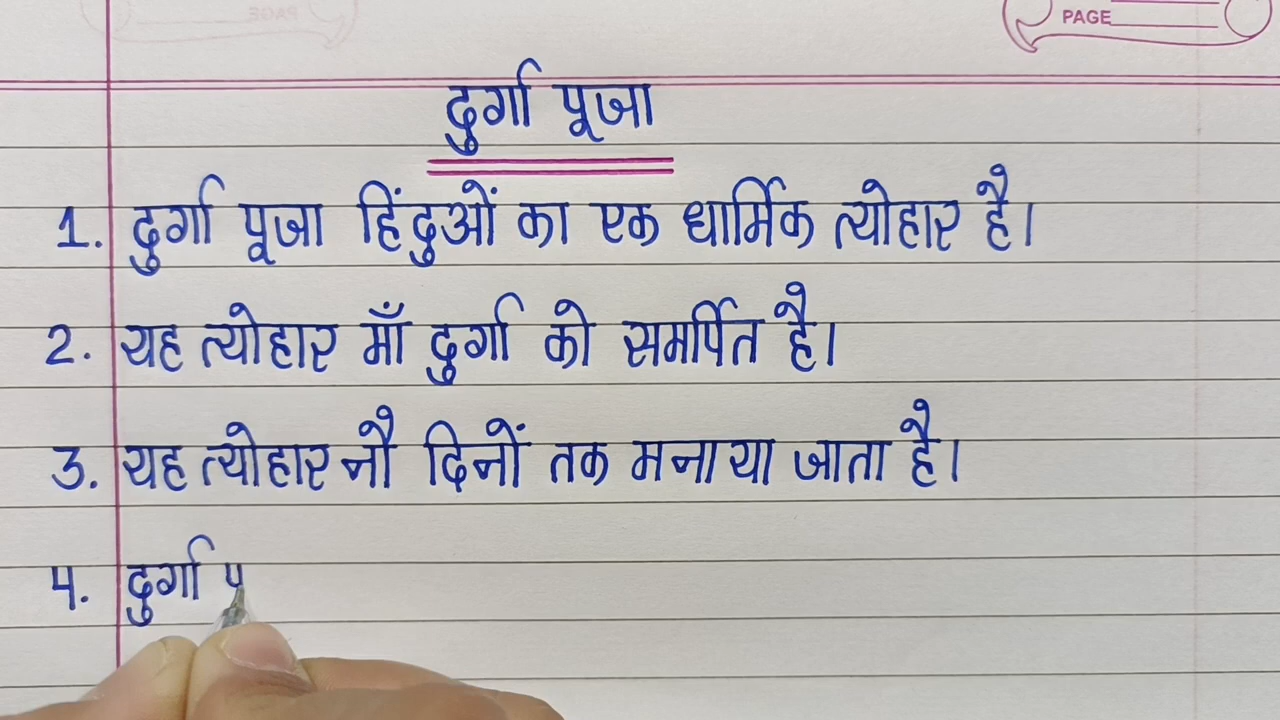 PAGE
दुर्गा पूजा
1. दुर्गा पूजा हिंदुओं का एक धार्मिक त्योहार है।
2. यह त्योहार माँ दुर्गा को समर्पित है।
3. यह त्योहार नौ दिनों तक मनाया जाता है।
4. दुर्गा